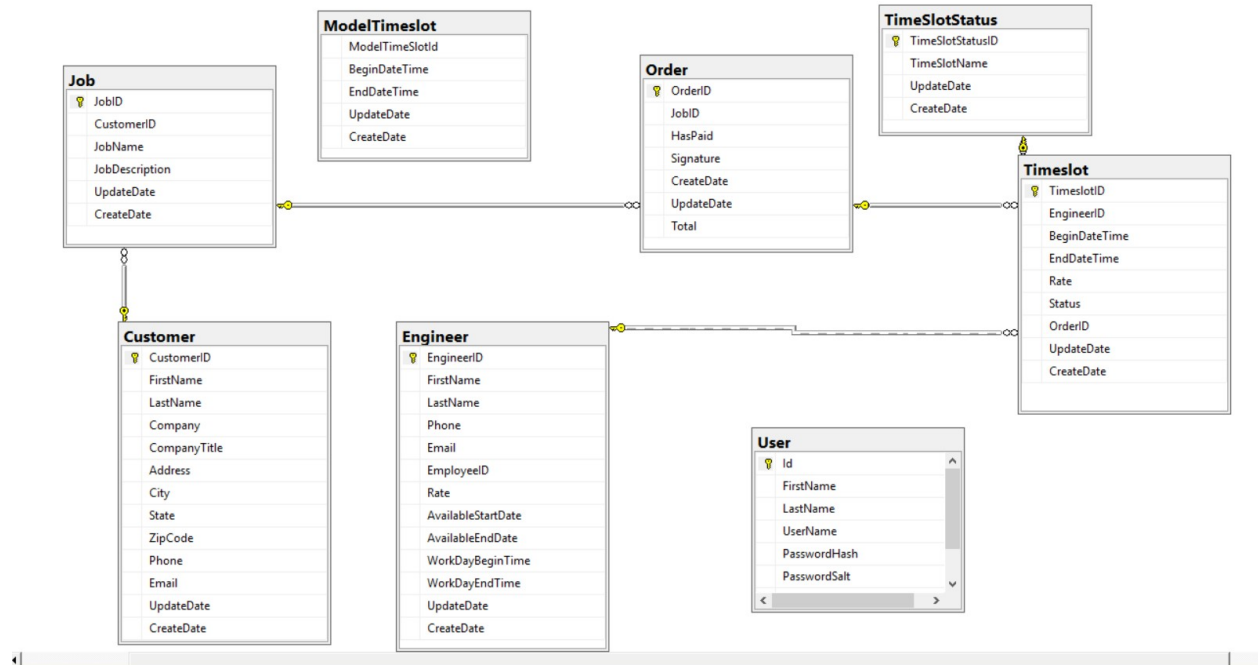 ModelTimeslot
ModelTimeSlotId
BeginDateTime
EndDateTime
UpdateDate
CreateDate
TimeSlotStatus
TimeSlotStatusID
TimeSlotName
UpdateDate
CreateDate
Job
JobID
CustomerID
JobName
JobDescription
UpdateDate
CreateDate
Order
OrderID
JobID
HasPaid
Signature
CreateDate
UpdateDate
Total
Timeslot
TimeslotID
EngineerID
BeginDateTime
EndDateTime
Rate
Status
OrderID
UpdateDate
CreateDate
Customer
CustomerID
FirstName
LastName
Company
CompanyTitle
Address
City
State
ZipCode
Phone
Email
UpdateDate
CreateDate
Engineer
EngineerID
FirstName
LastName
Phone
Email
EmployeeID
Rate
AvailableStartDate
AvailableEndDate
WorkDayBeginTime
WorkDayEndTime
UpdateDate
CreateDate
User
Id
FirstName
LastName
UserName
PasswordHash
PasswordSalt